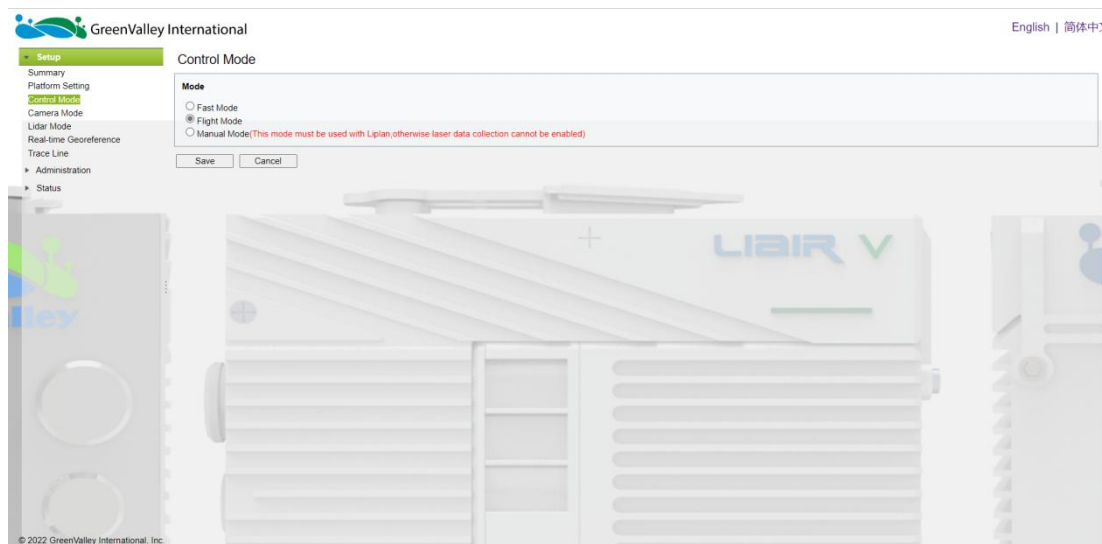 GreenValley International
English | 简体中文
Setup
Summary
Platform Setting
Control Mode
Camera Mode
Lidar Mode
Real-time Georeference
Trace Line
Administration
Status
Control Mode
Mode
Fast Mode
Flight Mode
Manual Mode(This mode must be used with Liplan,otherwise laser data collection cannot be enabled)
Save Cancel
LIAIR V
lley
© 2022 GreenValley International. Inc